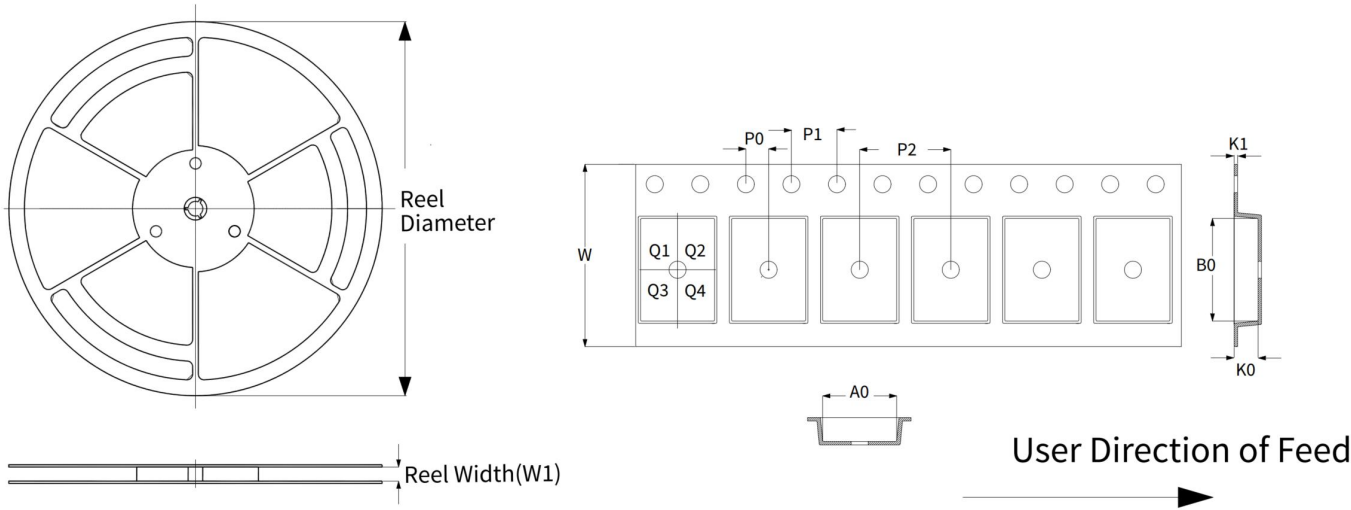 Reel
Diameter
Reel Width(W1)
P0
P1
P2
W
Q1
Q2
Q3
Q4
K1
B0
K0
A0
User Direction of Feed